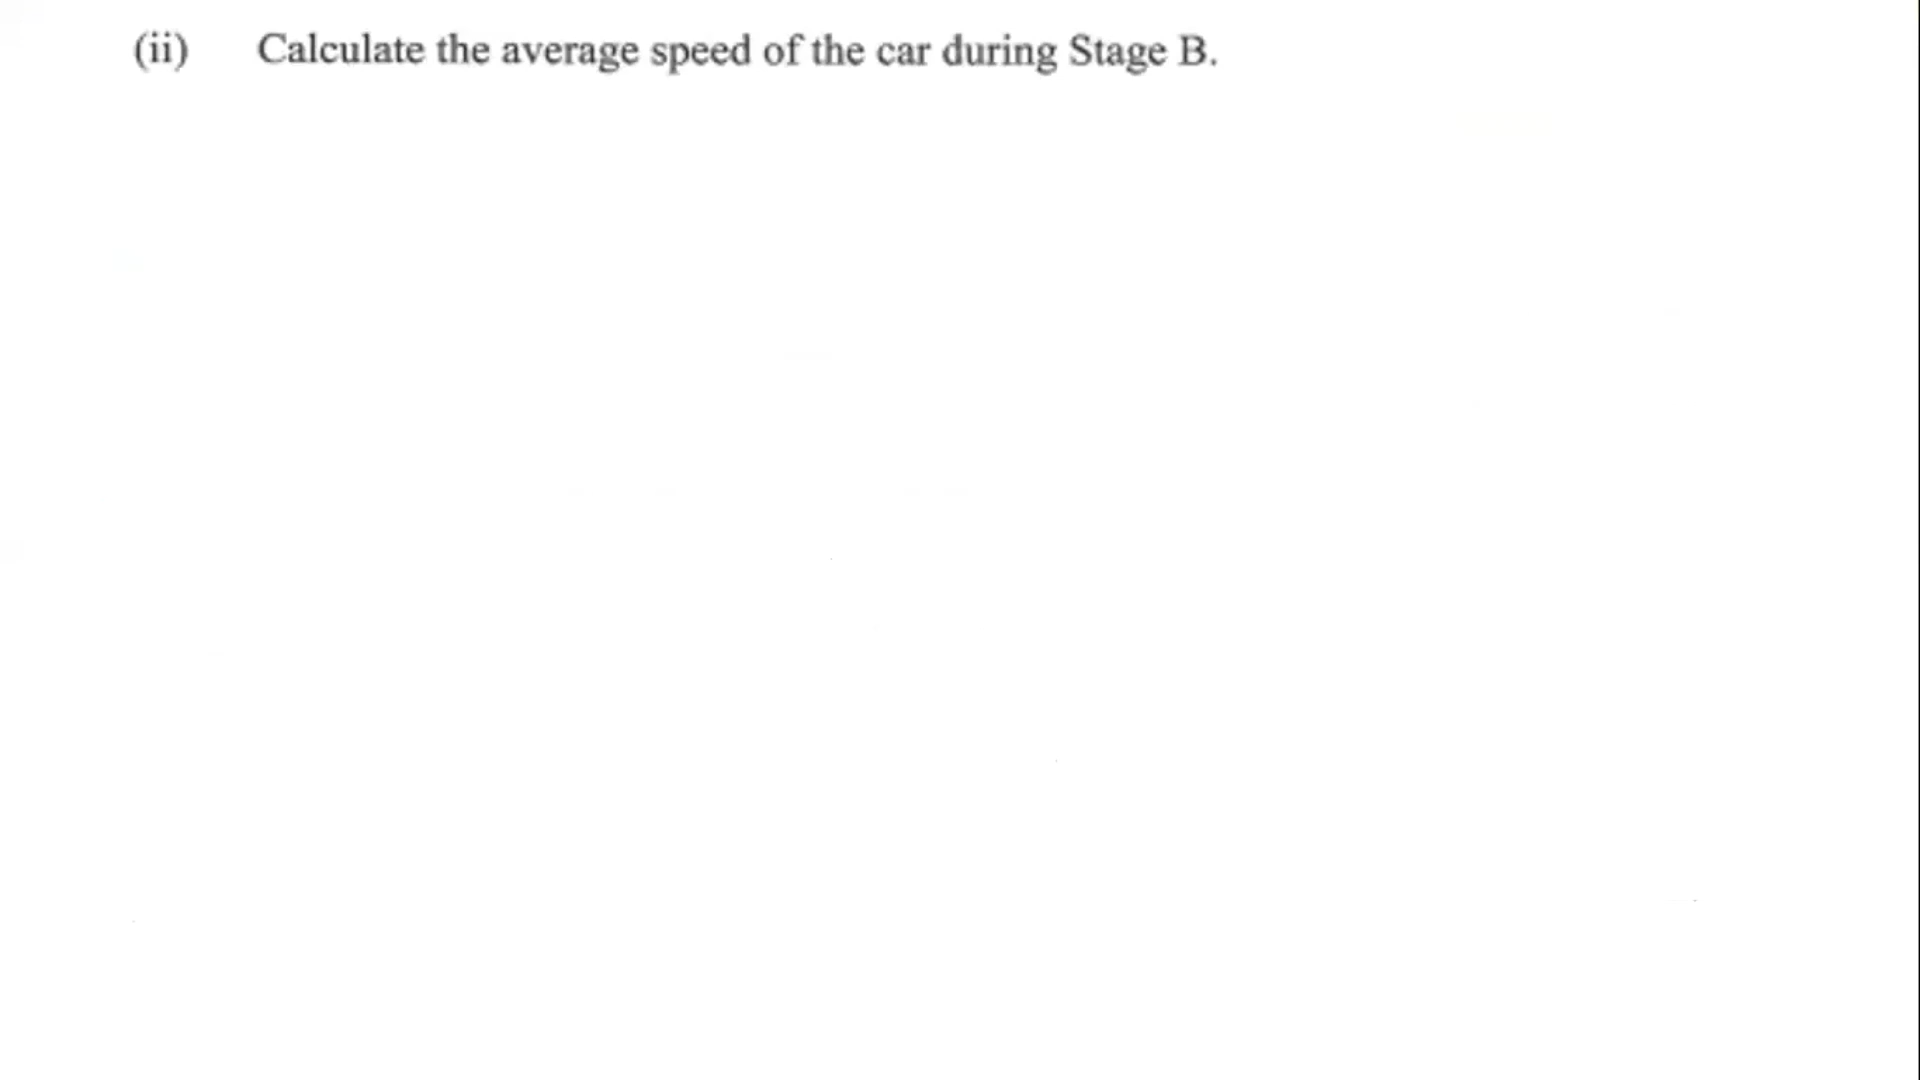 (ii) Calculate the average speed of the car during Stage B.